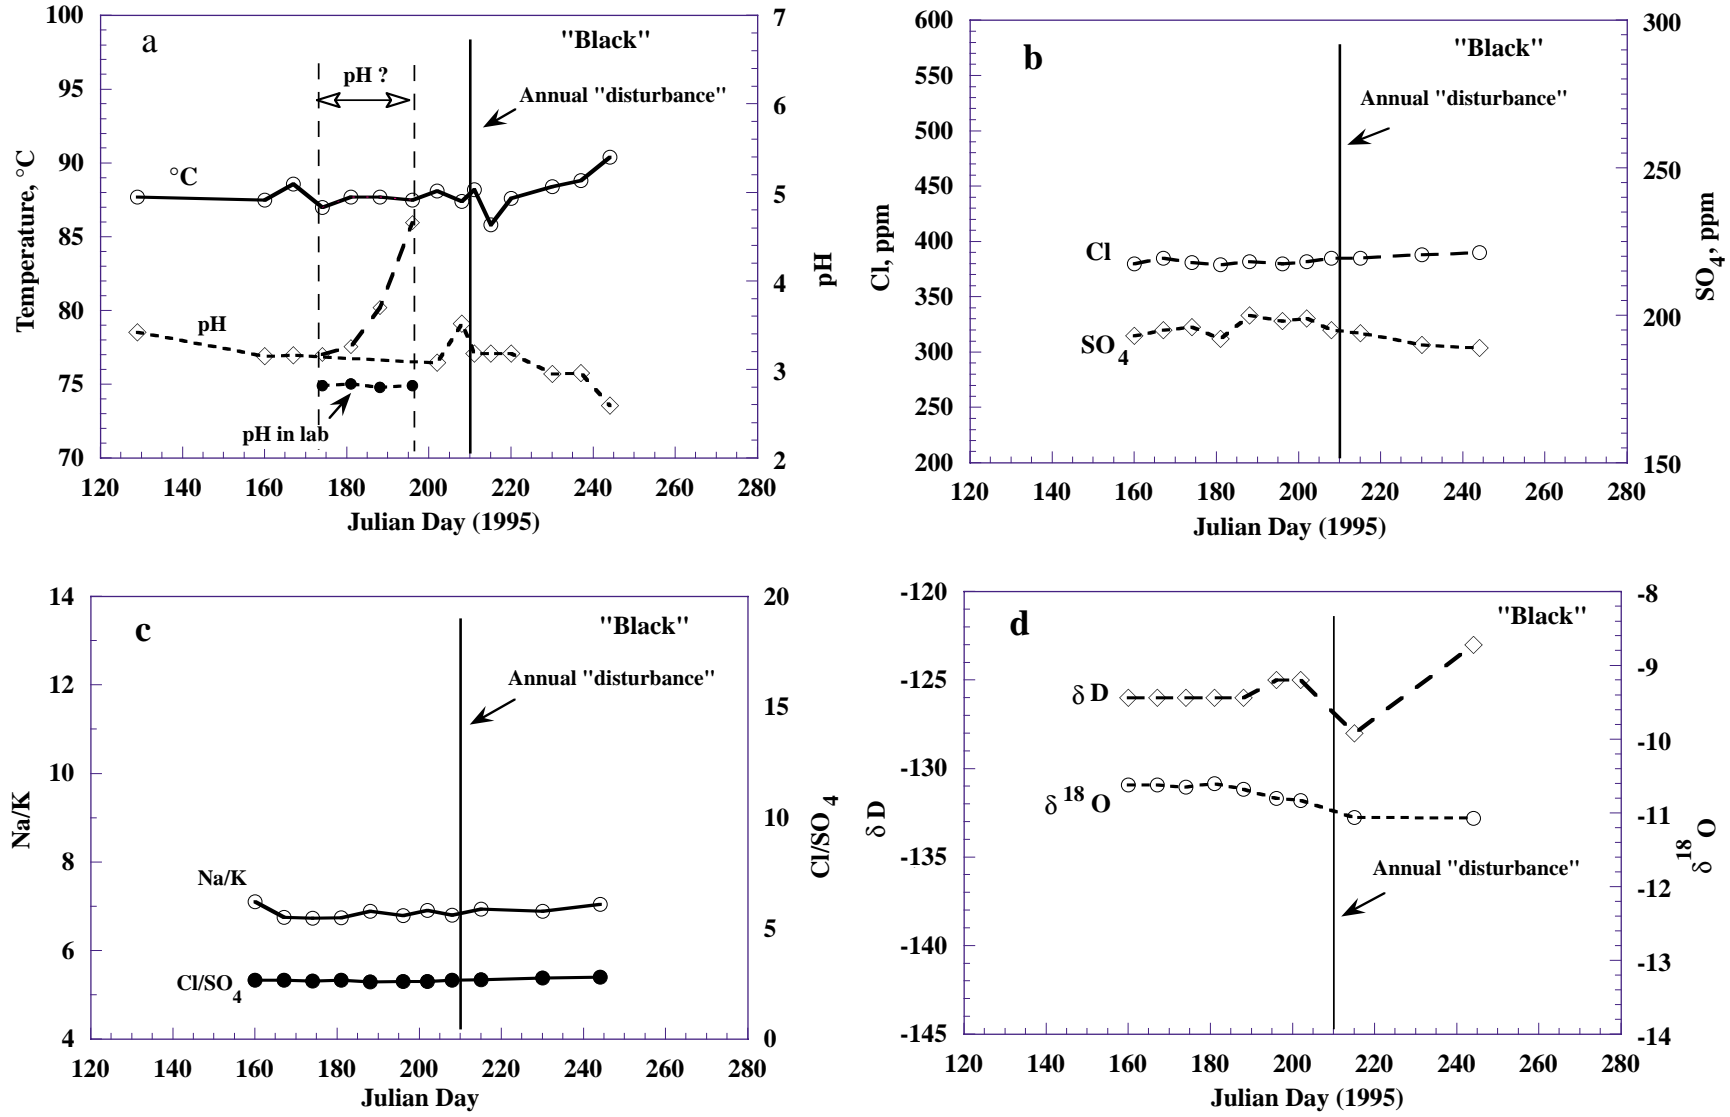 a
"Black"
pH ?
Annual "disturbance"
°C
pH
pH in lab
100
95
90
85
80
75
70
Temperature, °C
7
6
5
4
3
2
pH
120 140 160 180 200 220 240 260 280
Julian Day (1995)
b
"Black"
Annual "disturbance"
Cl
SO4
600
550
500
450
400
350
300
250
200
Cl, ppm
300
250
200
150
SO4, ppm
120 140 160 180 200 220 240 260 280
Julian Day (1995)
c
"Black"
Annual "disturbance"
Na/K
Cl/SO4
14
12
10
8
6
4
Na/K
20
15
10
5
0
Cl/SO4
120 140 160 180 200 220 240 260 280
Julian Day
d
"Black"
δ D
δ 18 O
Annual "disturbance"
-120
-125
-130
-135
-140
-145
δ D
-8
-9
-10
-11
-12
-13
-14
δ 18 O
120 140 160 180 200 220 240 260 280
Julian Day (1995)